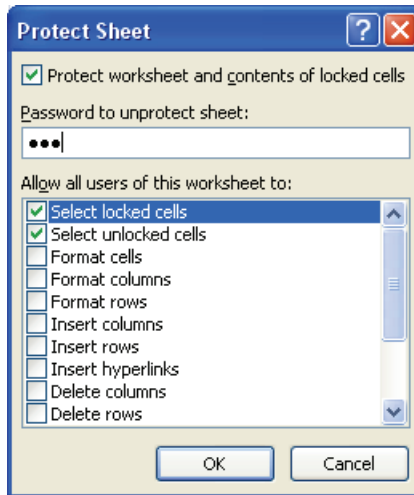 Protect Sheet
Protect worksheet and contents of locked cells
Password to unprotect sheet:
•••
Allow all users of this worksheet to:
Select locked cells
Select unlocked cells
Format cells
Format columns
Format rows
Insert columns
Insert rows
Insert hyperlinks
Delete columns
Delete rows
OK Cancel